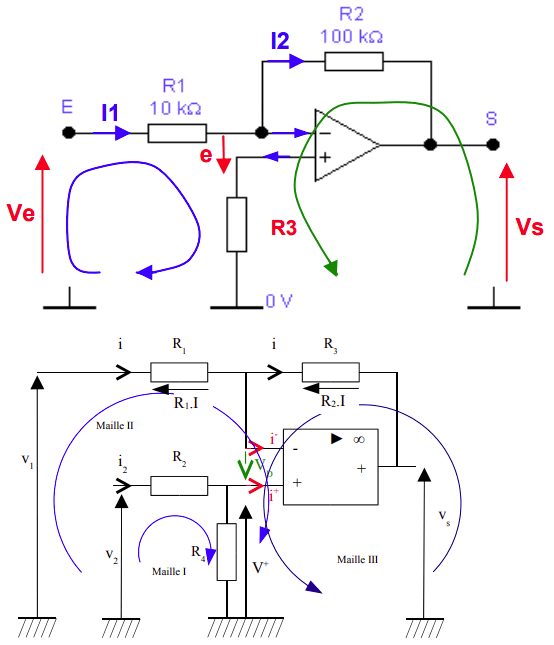 R2
I2 100 kΩ
R1
E I1 10 kΩ
S
−
e +
Ve R3 Vs
0 V
i R1 i R3
R1.I R2.I
Maille II
i-
▶ ∞
v1 - 
VD +
i2 R2
i+ +
vs
v2 R4
Maille I V+ Maille III